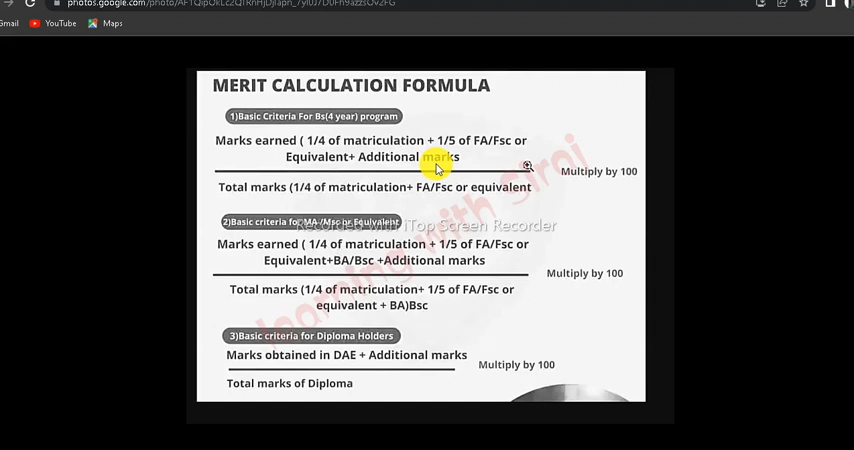 photos.google.com/photo/
Gmail YouTube Maps
MERIT CALCULATION FORMULA
1)Basic Criteria For Bs(4 year) program
Marks earned ( 1/4 of matriculation + 1/5 of FA/Fsc or
Equivalent+ Additional marks
Multiply by 100
Total marks (1/4 of matriculation+ FA/Fsc or equivalent
2)Basic criteria for MA /Msc or Equivalent
Recorded with iTop Screen Recorder
Marks earned ( 1/4 of matriculation + 1/5 of FA/Fsc or
Equivalent+BA/Bsc +Additional marks
Multiply by 100
Total marks (1/4 of matriculation+ 1/5 of FA/Fsc or
equivalent + BA)Bsc
3)Basic criteria for Diploma Holders
Marks obtained in DAE + Additional marks
Multiply by 100
Total marks of Diploma
learning with Siraj